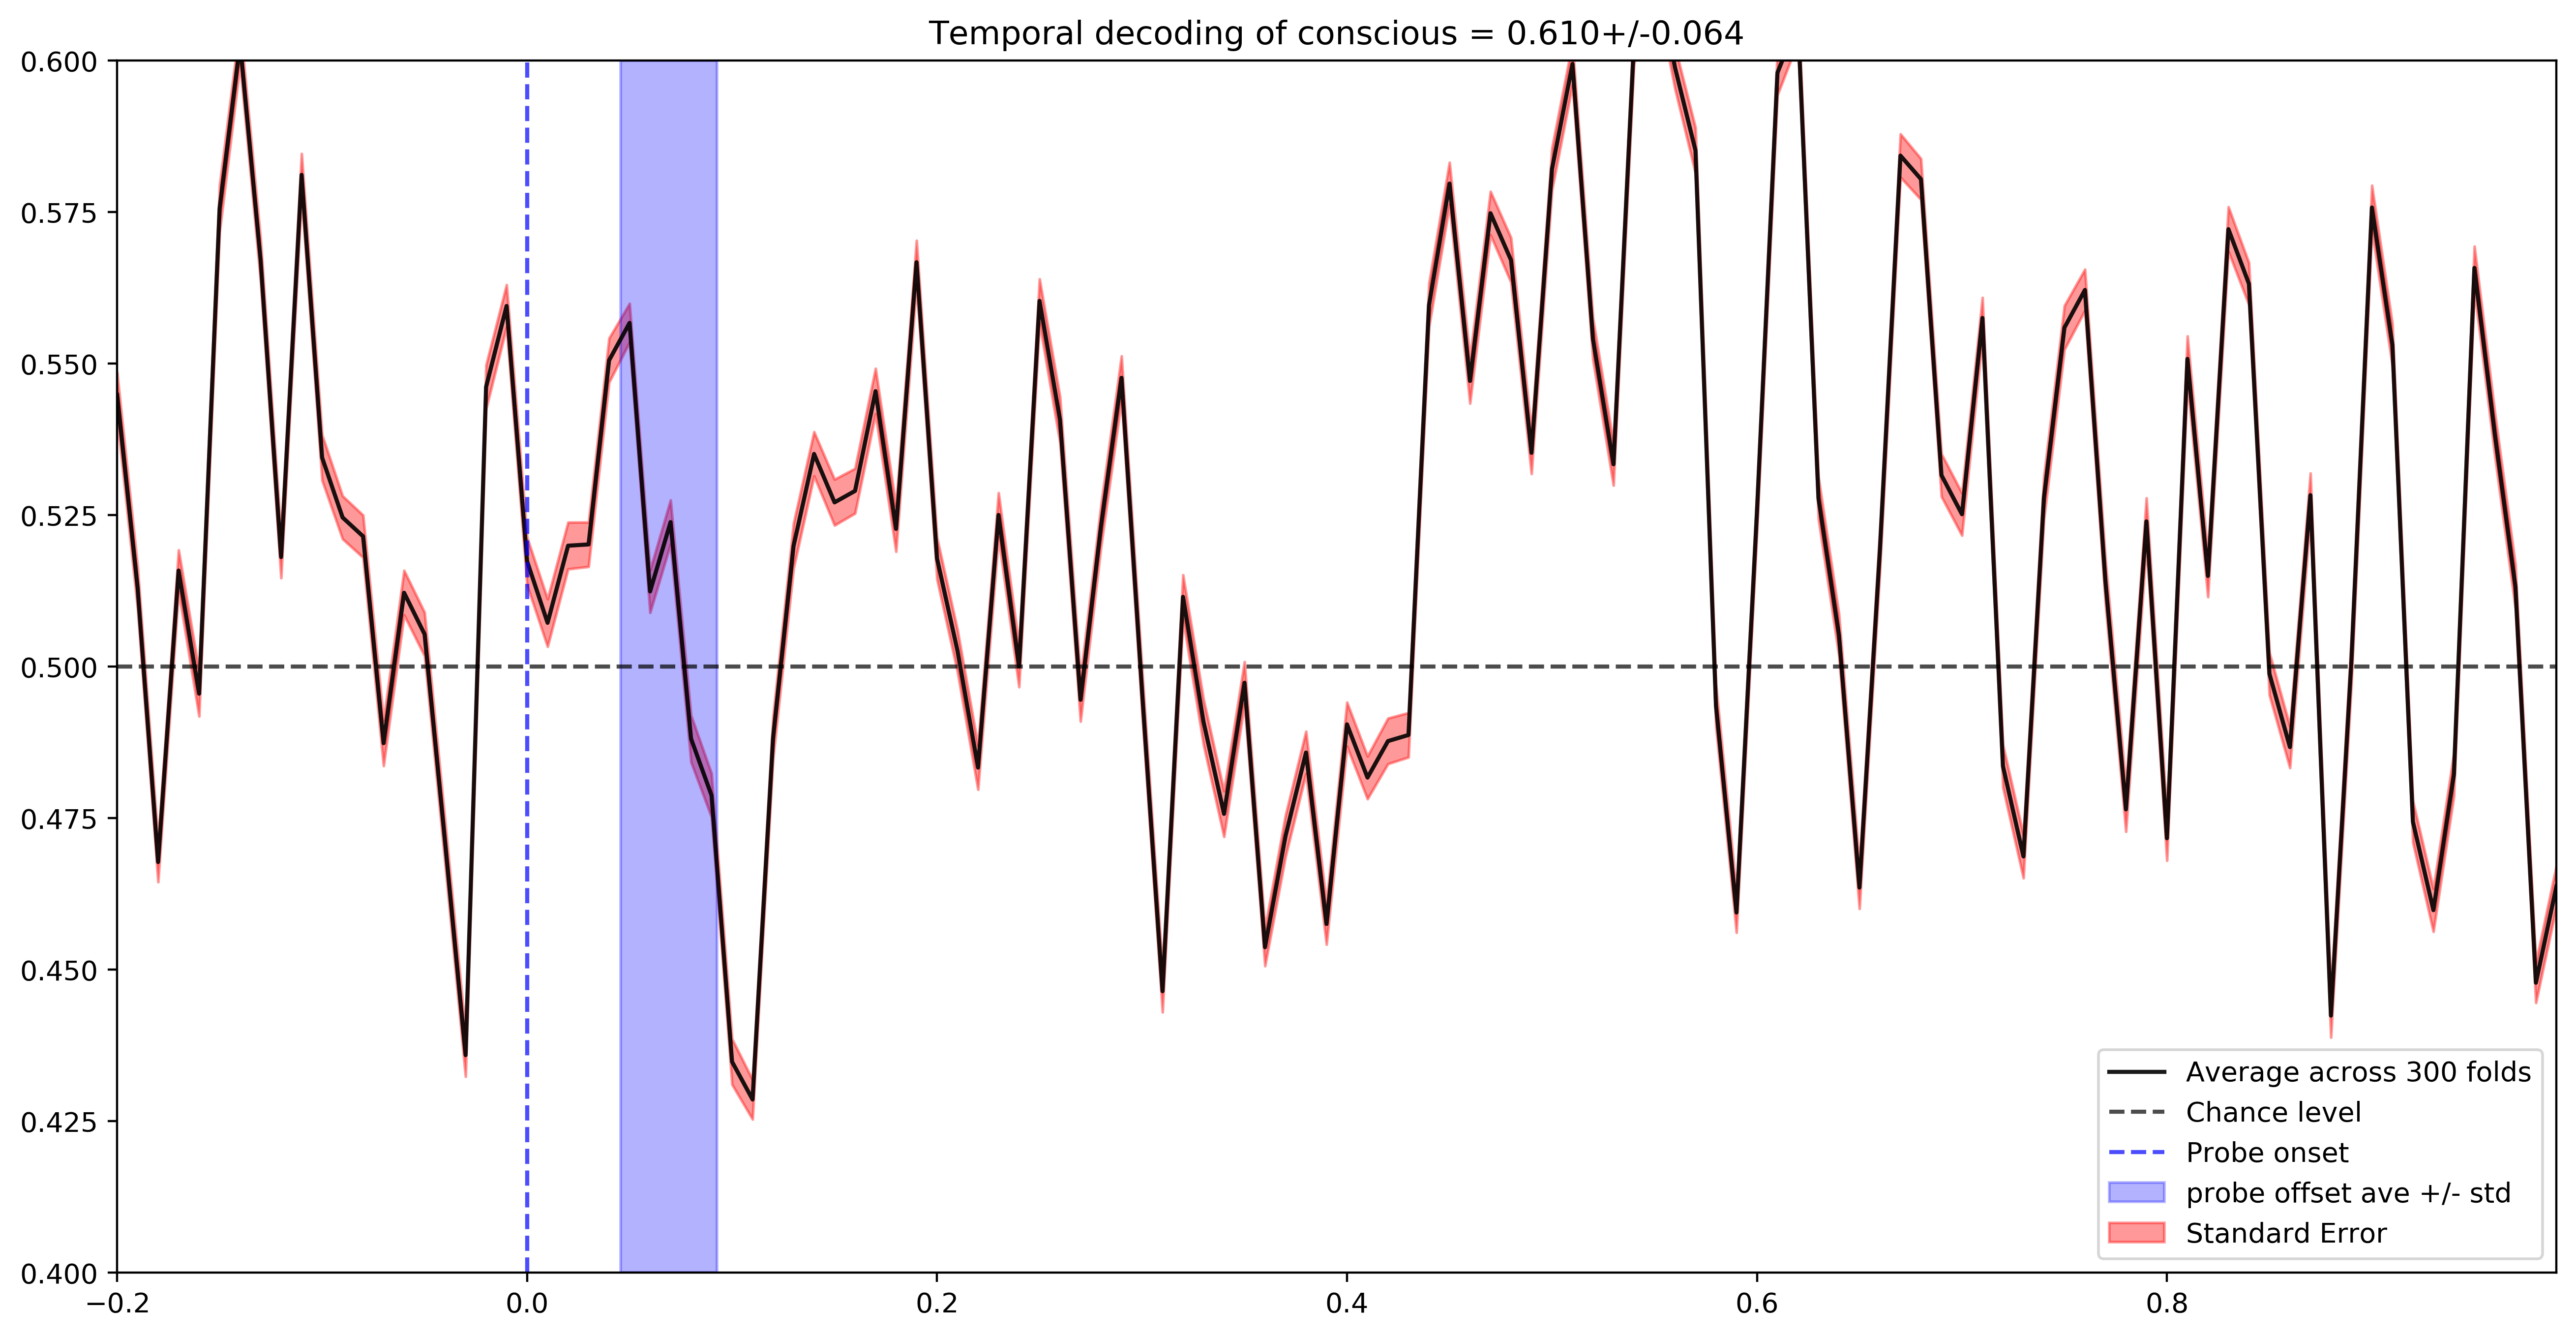 Temporal decoding of conscious = 0.610+/-0.064
0.600
0.575
0.550
0.525
0.500
0.475
0.450
0.425
0.400
−0.2
0.0
0.2
0.4
0.6
0.8
Average across 300 folds
Chance level
Probe onset
probe offset ave +/- std
Standard Error